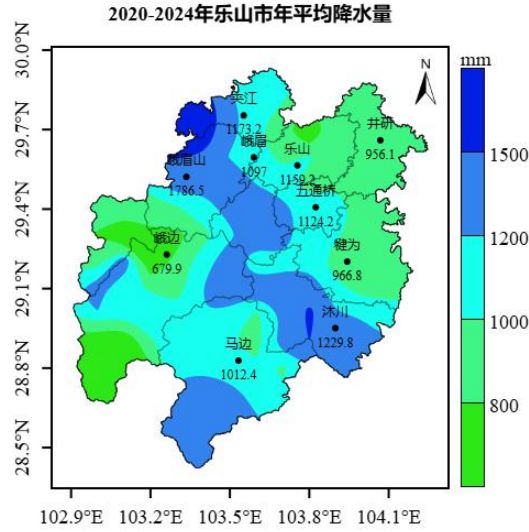 2020-2024年乐山市年平均降水量
30.0°N
29.7°N
29.4°N
29.1°N
28.8°N
28.5°N
102.9°E
103.2°E
103.5°E
103.8°E
104.1°E
N
mm
1500
1200
1000
800
夹江
1173.2
峨眉
1097
乐山
1159.2
井研
956.1
峨眉山
1786.5
五通桥
1124.2
峨边
679.9
犍为
966.8
沐川
1229.8
马边
1012.4